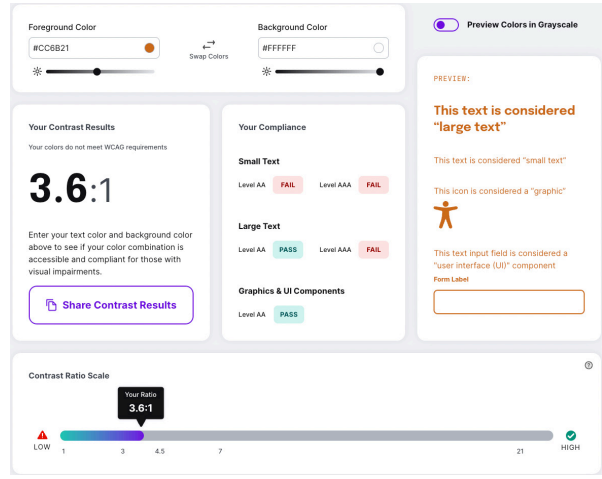 Foreground Color
#CC6B21
Swap Colors
Background Color
#FFFFFF
Preview Colors in Grayscale
Your Contrast Results
Your colors do not meet WCAG requirements
3.6:1
Enter your text color and background color
above to see if your color combination is
accessible and compliant for those with
visual impairments.
Share Contrast Results
Your Compliance
Small Text
Level AA FAIL Level AAA FAIL
Large Text
Level AA PASS Level AAA FAIL
Graphics & UI Components
Level AA PASS
PREVIEW:
This text is considered
“large text”
This text is considered "small text"
This icon is considered a "graphic"
This text input field is considered a
"user interface (UI)" component
Form Label
Contrast Ratio Scale
?
Your Ratio
3.6:1
LOW
1 3 4.5 7 21
HIGH